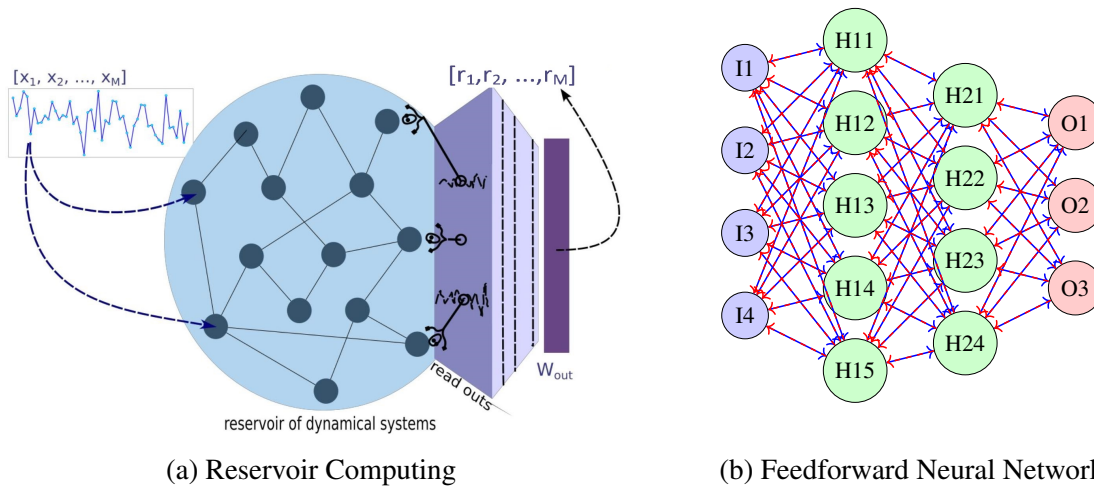 [x1, x2, ..., xM]
[r1,r2, ...,rM]
Wout
read outs
reservoir of dynamical systems
(a) Reservoir Computing
I1
I2
I3
I4
H11
H12
H13
H14
H15
H21
H22
H23
H24
O1
O2
O3
(b) Feedforward Neural Network